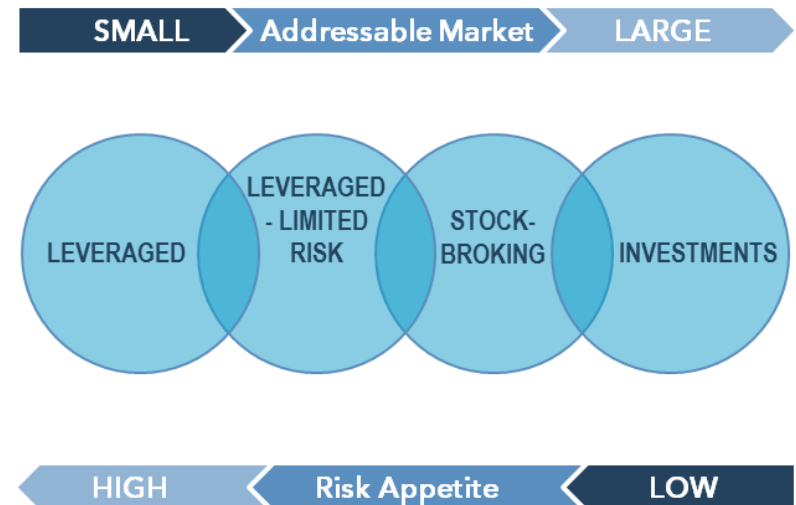 SMALL Addressable Market LARGE
LEVERAGED
LEVERAGED
- LIMITED
RISK
STOCK-
BROKING
INVESTMENTS
HIGH Risk Appetite LOW